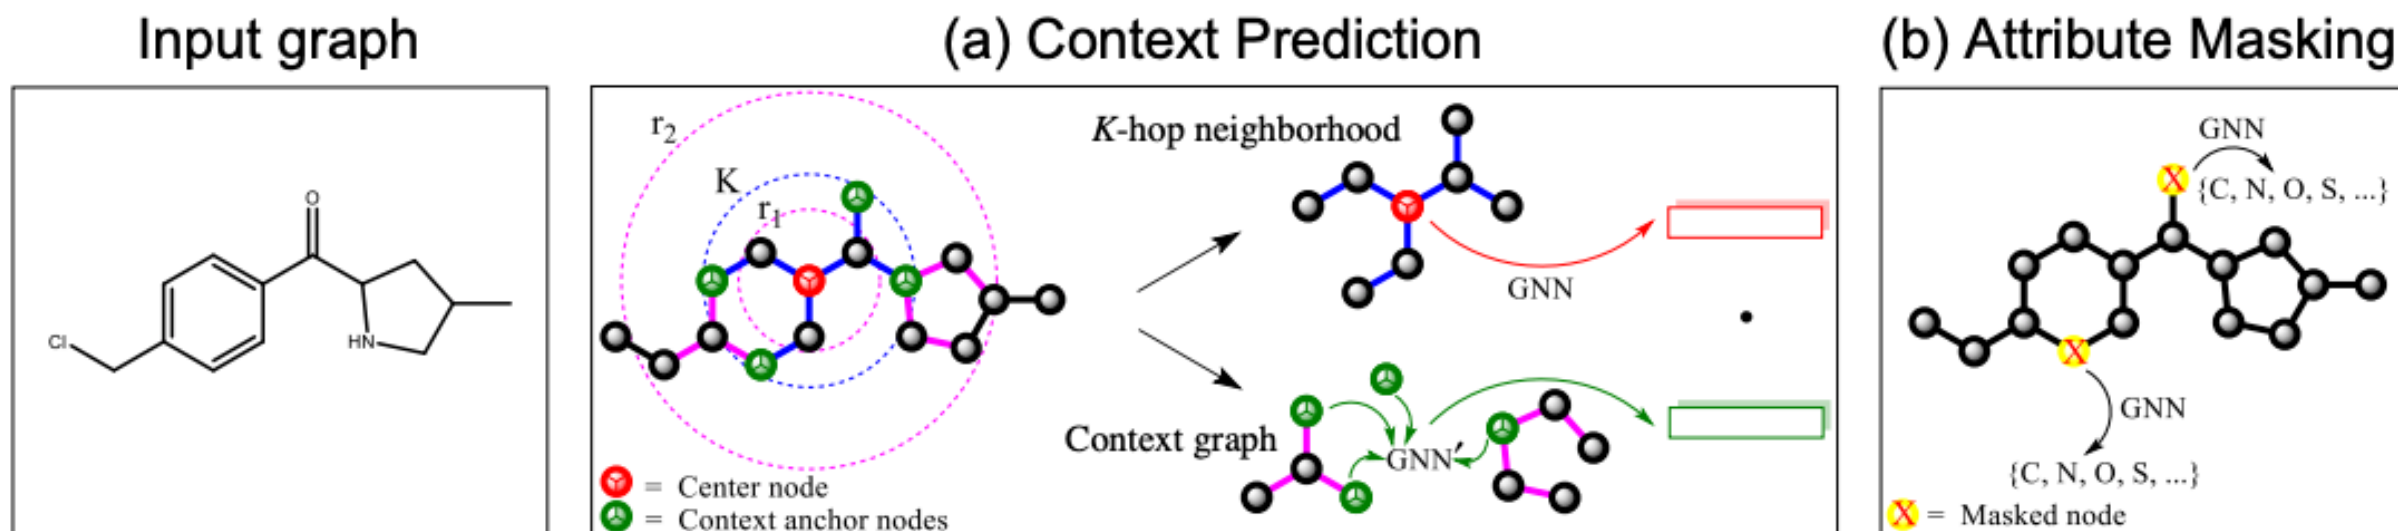 Input graph
(a) Context Prediction
(b) Attribute Masking
O
Cl
HN
r2
K
r1
K-hop neighborhood
GNN
Context graph
GNN′
= Center node
= Context anchor nodes
GNN
X {C, N, O, S, ...}
X
GNN
{C, N, O, S, ...}
X = Masked node